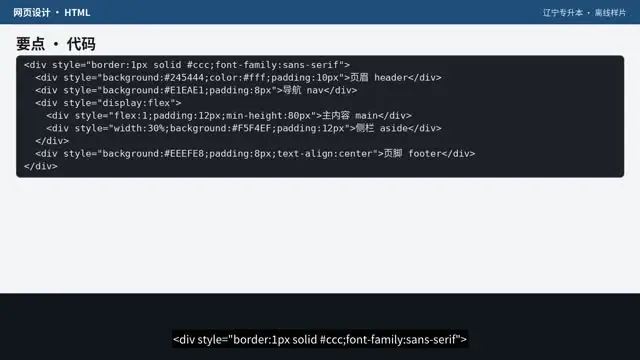 网页设计 · HTML
辽宁专升本 · 离线样片
要点 · 代码
<div style="border:1px solid #ccc;font-family:sans-serif">
  <div style="background:#245444;color:#fff;padding:10px">页眉 header</div>
  <div style="background:#E1EAE1;padding:8px">导航 nav</div>
  <div style="display:flex">
    <div style="flex:1;padding:12px;min-height:80px">主内容 main</div>
    <div style="width:30%;background:#F5F4EF;padding:12px">侧栏 aside</div>
  </div>
  <div style="background:#EEEFE8;padding:8px;text-align:center">页脚 footer</div>
</div>
<div style="border:1px solid #ccc;font-family:sans-serif">